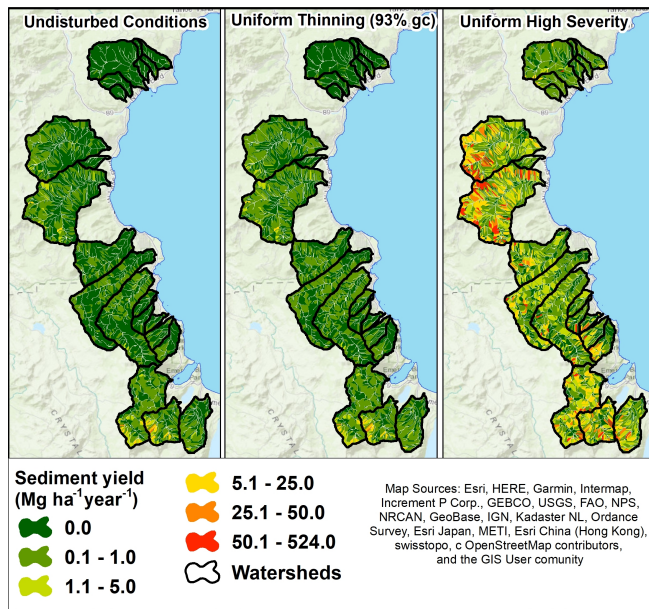 Undisturbed Conditions
Uniform Thinning (93% gc)
Uniform High Severity
CRYSTAL
CRYSTAL
CRYSTAL
Sediment yield
(Mg ha⁻¹year⁻¹)
0.0
0.1 - 1.0
1.1 - 5.0
5.1 - 25.0
25.1 - 50.0
50.1 - 524.0
Watersheds
Map Sources: Esri, HERE, Garmin, Intermap,
Increment P Corp., GEBCO, USGS, FAO, NPS,
NRCAN, GeoBase, IGN, Kadaster NL, Ordance
Survey, Esri Japan, METI, Esri China (Hong Kong),
swisstopo, c OpenStreetMap contributors,
and the GIS User comunity